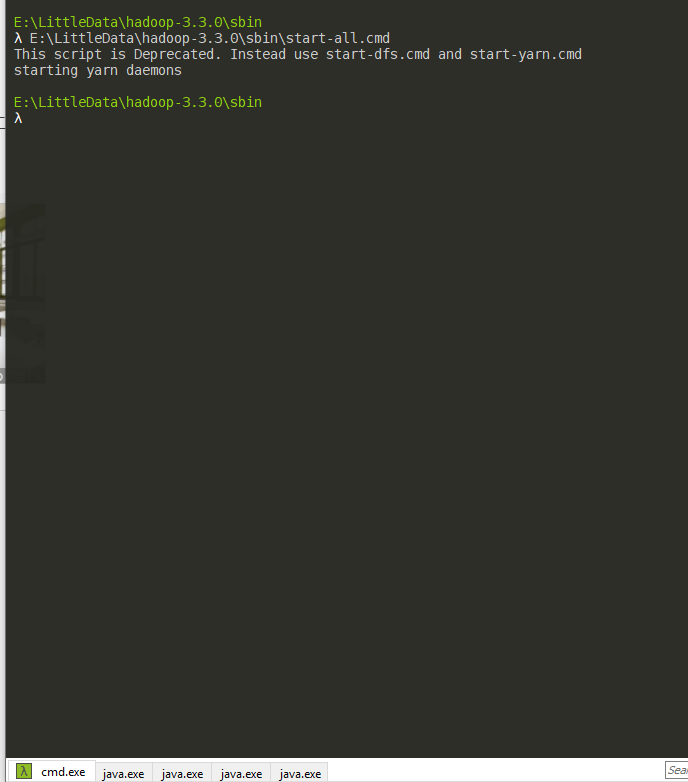 E:\LittleData\hadoop-3.3.0\sbin
λ E:\LittleData\hadoop-3.3.0\sbin\start-all.cmd
This script is Deprecated. Instead use start-dfs.cmd and start-yarn.cmd
starting yarn daemons
E:\LittleData\hadoop-3.3.0\sbin
λ
λ cmd.exe java.exe java.exe java.exe java.exe Sea